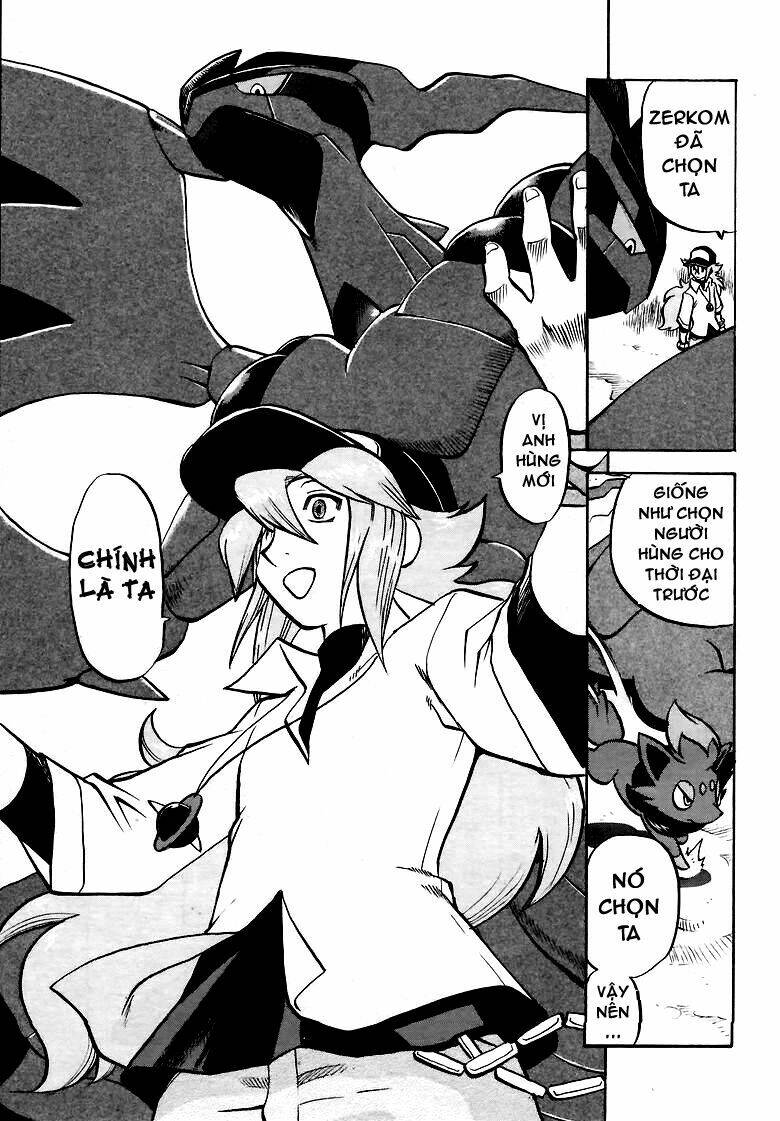 ZERKOM
ĐÃ
CHỌN
TA
GIỐNG
NHƯ CHỌN
NGƯỜI
HÙNG CHO
THỜI ĐẠI
TRƯỚC
NÓ
CHỌN
TA
VẬY
NÊN
...
VỊ
ANH
HÙNG
MỚI
CHÍNH
LÀ TA